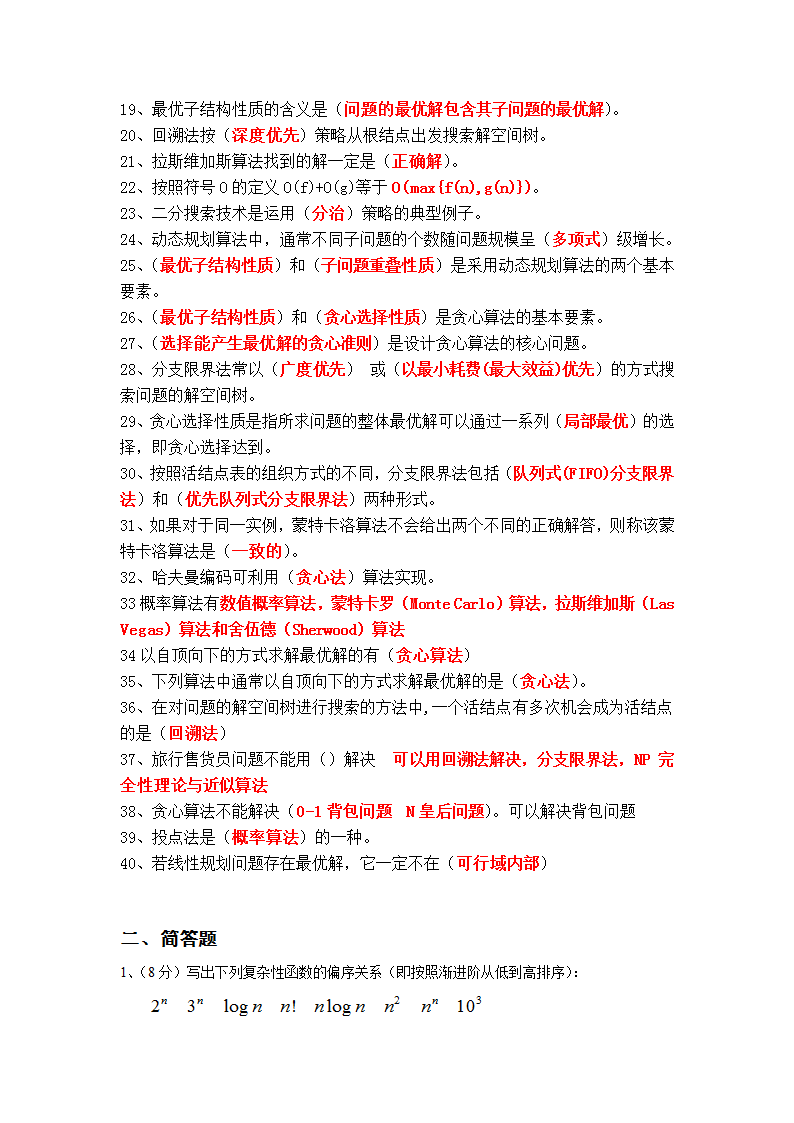 19、最优子结构性质的含义是（问题的最优解包含其子问题的最优解）。
20、回溯法按（深度优先）策略从根结点出发搜索解空间树。
21、拉斯维加斯算法找到的解一定是（正确解）。
22、按照符号O的定义O(f)+O(g)等于O(max{f(n),g(n)})。
23、二分搜索技术是运用（分治）策略的典型例子。
24、动态规划算法中，通常不同子问题的个数随问题规模呈（多项式）级增长。
25、（最优子结构性质）和（子问题重叠性质）是采用动态规划算法的两个基本
要素。
26、（最优子结构性质）和（贪心选择性质）是贪心算法的基本要素。
27、（选择能产生最优解的贪心准则）是设计贪心算法的核心问题。
28、分支限界法常以（广度优先） 或（以最小耗费(最大效益)优先）的方式搜
索问题的解空间树。
29、贪心选择性质是指所求问题的整体最优解可以通过一系列（局部最优）的选
择，即贪心选择达到。
30、按照活结点表的组织方式的不同，分支限界法包括（队列式(FIFO)分支限界
法）和（优先队列式分支限界法）两种形式。
31、如果对于同一实例，蒙特卡洛算法不会给出两个不同的正确解答，则称该蒙
特卡洛算法是（一致的）。
32、哈夫曼编码可利用（贪心法）算法实现。
33概率算法有数值概率算法，蒙特卡罗（Monte Carlo）算法，拉斯维加斯（Las
Vegas）算法和舍伍德（Sherwood）算法
34以自顶向下的方式求解最优解的有（贪心算法）
35、下列算法中通常以自顶向下的方式求解最优解的是（贪心法）。
36、在对问题的解空间树进行搜索的方法中,一个活结点有多次机会成为活结点
的是（回溯法）
37、旅行售货员问题不能用（）解决 可以用回溯法解决，分支限界法，NP 完
全性理论与近似算法
38、贪心算法不能解决（0-1背包问题 N皇后问题）。可以解决背包问题
39、投点法是（概率算法）的一种。
40、若线性规划问题存在最优解，它一定不在（可行域内部）
二、简答题
1、（8分）写出下列复杂性函数的偏序关系（即按照渐进阶从低到高排序）：
2ⁿ 3ⁿ log n n! n log n n² nⁿ 10³